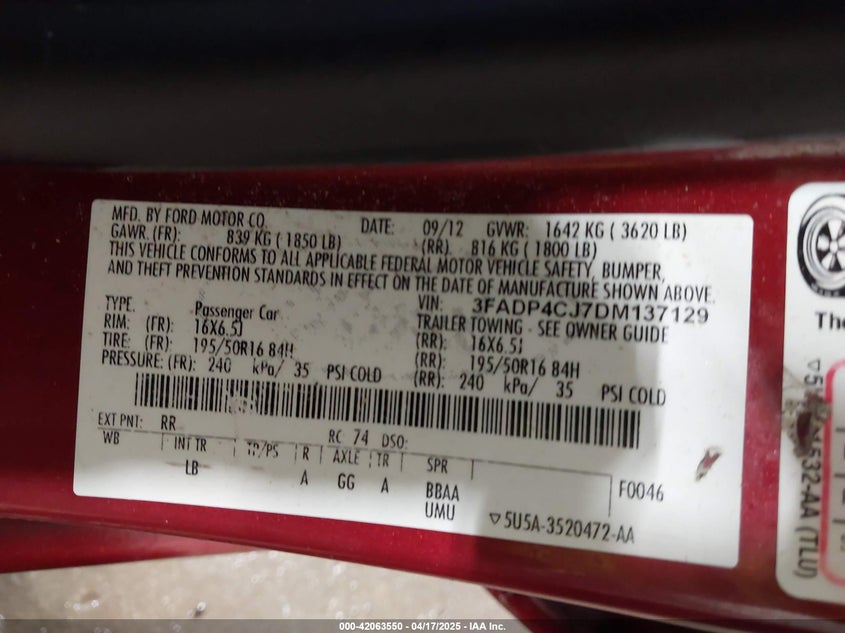 MFD. BY FORD MOTOR CO.
DATE: 09/12 GVWR: 1642 KG ( 3620 LB)
GAWR. (FR): 839 KG ( 1850 LB) (RR). 816 KG ( 1800 LB)
THIS VEHICLE CONFORMS TO ALL APPLICABLE FEDERAL MOTOR VEHICLE SAFETY, BUMPER,
AND THEFT PREVENTION STANDARDS IN EFFECT ON THE DATE OF MANUFACTURE SHOWN ABOVE.
VIN: 3FADP4CJ7DM137129
TYPE. Passenger Car TRAILER TOWING - SEE OWNER GUIDE
RIM: (FR) 16X6.5J (RR): 16X6.5J
TIRE: (FR): 195/50R16 84H (RR): 195/50R16 84H
PRESSURE: (FR): 240 kPa/ 35 PSI COLD (RR): 240 kPa/ 35 PSI COLD
EXT PNT: RR RC 74 DSO:
WB INT TR TP/PS R AXLE TR SPR
LB A GG A BBAA F0046
UMU ▽5U5A-3520472-AA
The
532-AA (TLU)
000-42063550 | 04/17/2025 - IAA Inc.